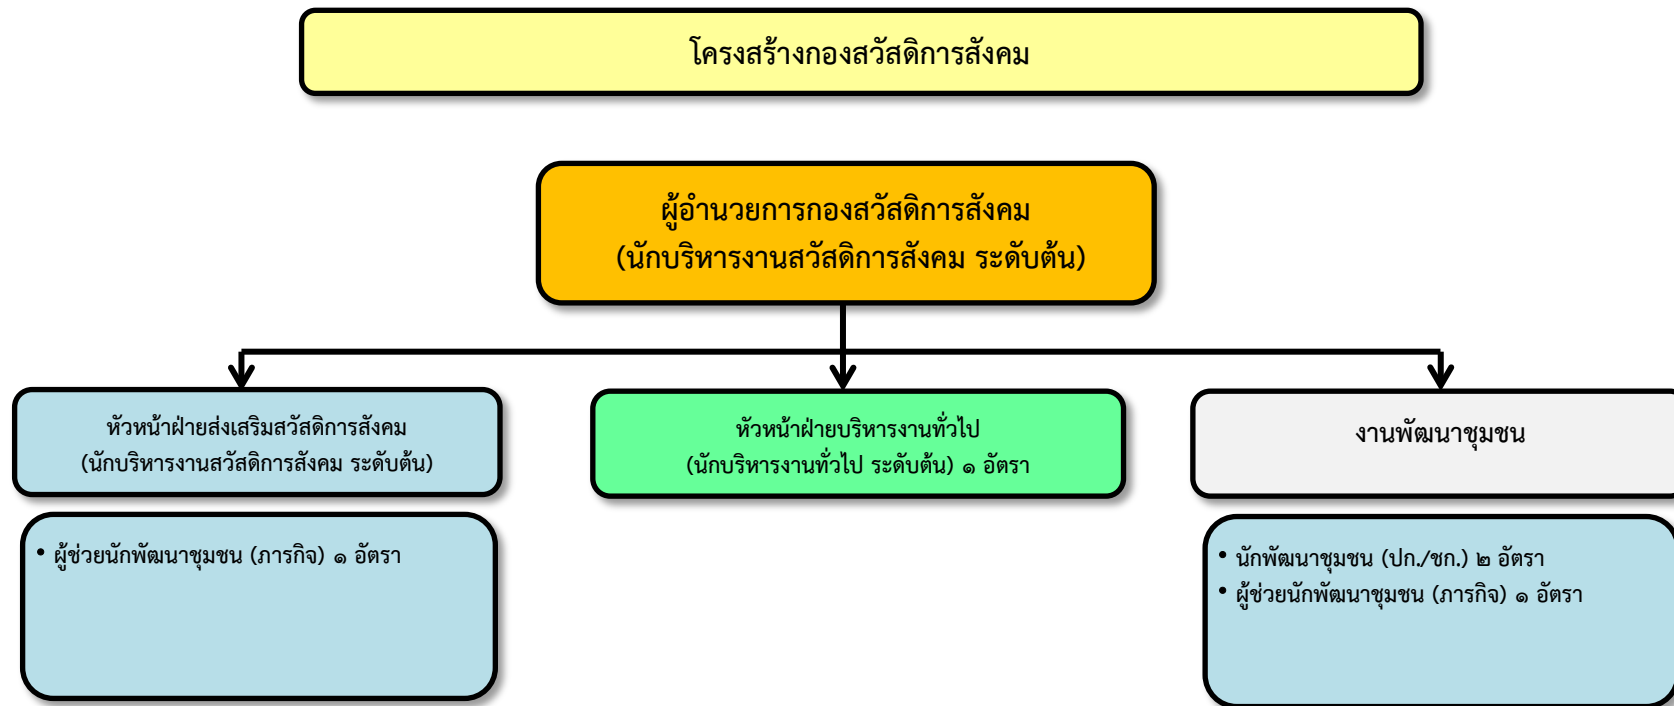 โครงสร้างกองสวัสดิการสังคม
ผู้อำนวยการกองสวัสดิการสังคม
(นักบริหารงานสวัสดิการสังคม ระดับต้น)
หัวหน้าฝ่ายส่งเสริมสวัสดิการสังคม
(นักบริหารงานสวัสดิการสังคม ระดับต้น)
หัวหน้าฝ่ายบริหารงานทั่วไป
(นักบริหารงานทั่วไป ระดับต้น) ๑ อัตรา
งานพัฒนาชุมชน
• ผู้ช่วยนักพัฒนาชุมชน (ภารกิจ) ๑ อัตรา
• นักพัฒนาชุมชน (ปก./ชก.) ๒ อัตรา
• ผู้ช่วยนักพัฒนาชุมชน (ภารกิจ) ๑ อัตรา